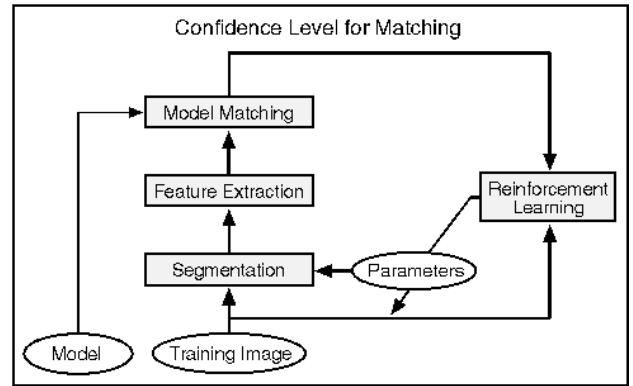 Confidence Level for Matching
Model Matching
Feature Extraction
Reinforcement
Learning
Segmentation
Parameters
Model
Training Image